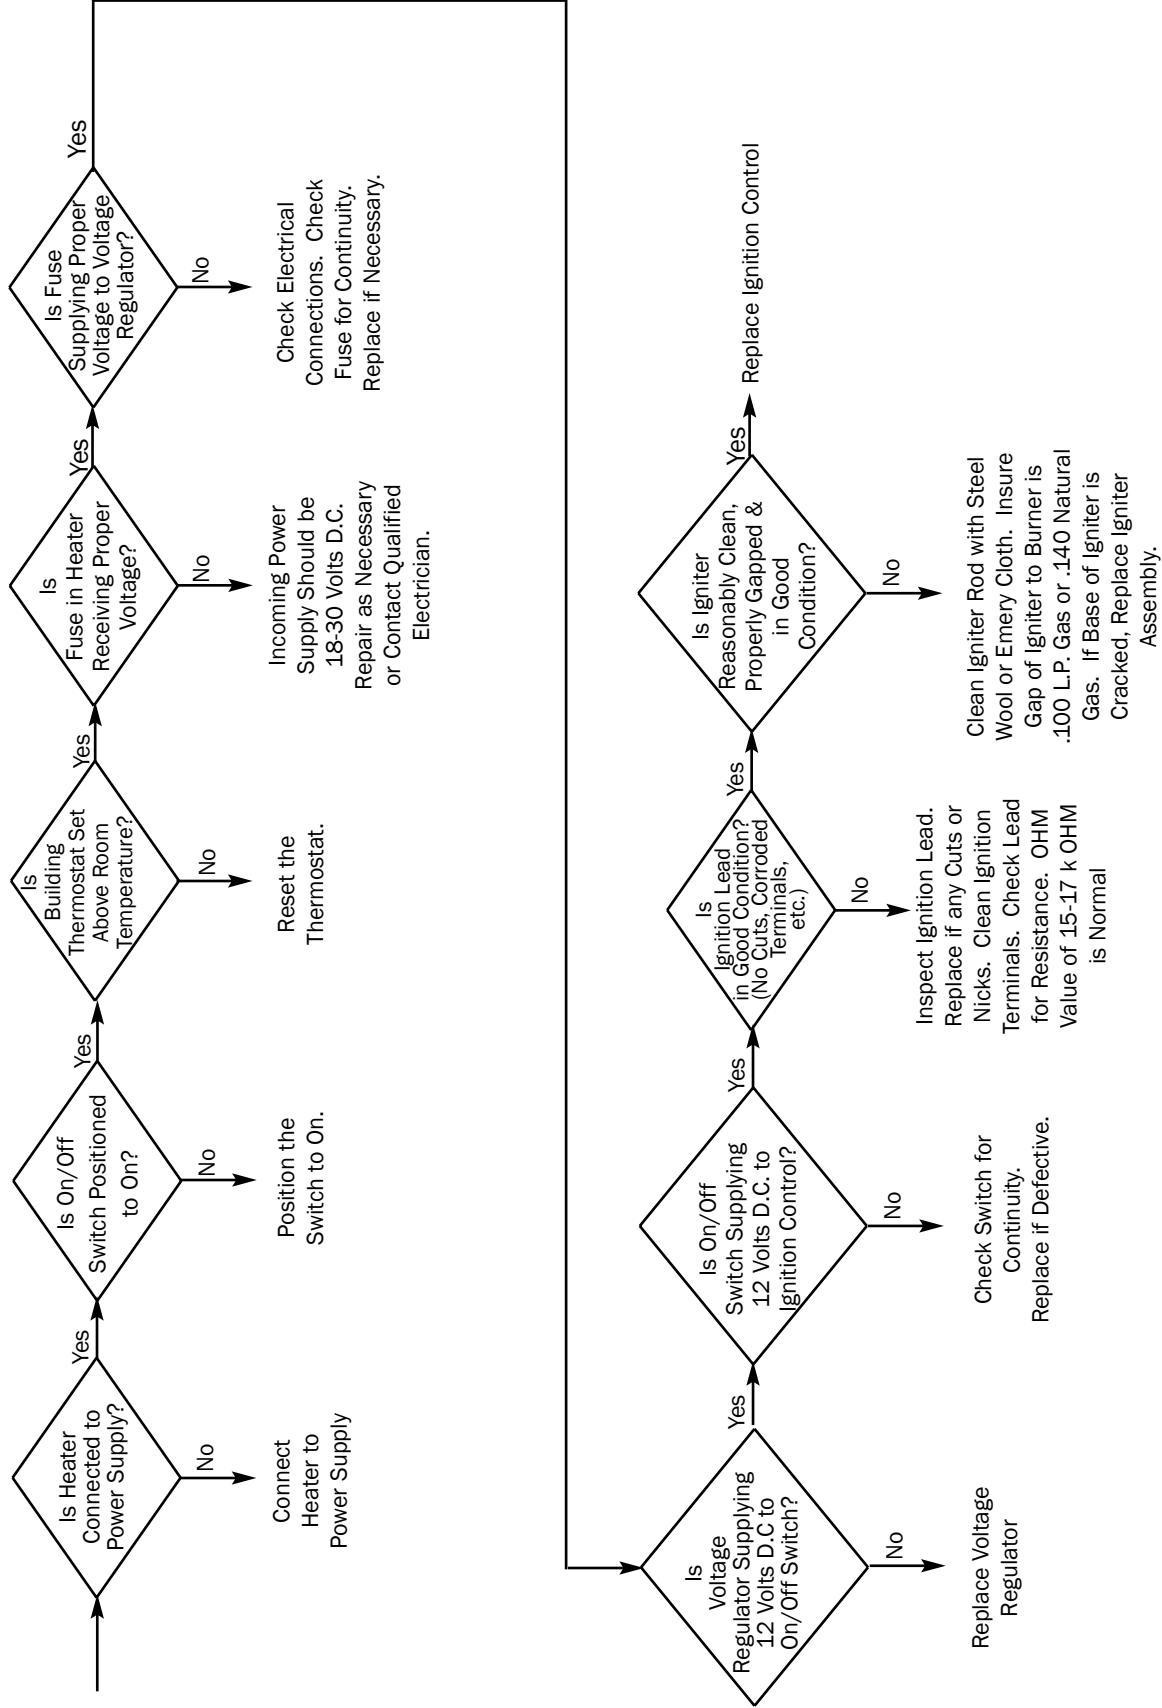 Is Heater
Connected to
Power Supply?
Yes
No
Connect
Heater to
Power Supply
Is On/Off
Switch Positioned
to On?
Yes
No
Position the
Switch to On.
Is
Building
Thermostat Set
Above Room
Temperature?
Yes
No
Reset the
Thermostat.
Is
Fuse in Heater
Receiving Proper
Voltage?
Yes
No
Incoming Power
Supply Should be
18-30 Volts D.C.
Repair as Necessary
or Contact Qualified
Electrician.
Is Fuse
Supplying Proper
Voltage to Voltage
Regulator?
Yes
No
Check Electrical
Connections. Check
Fuse for Continuity.
Replace if Necessary.
Is
Voltage
Regulator Supplying
12 Volts D.C to
On/Off Switch?
Yes
No
Replace Voltage
Regulator
Is On/Off
Switch Supplying
12 Volts D.C. to
Ignition Control?
Yes
No
Check Switch for
Continuity.
Replace if Defective.
Is
Ignition Lead
in Good Condition?
(No Cuts, Corroded
Terminals,
etc.)
Yes
No
Inspect Ignition Lead.
Replace if any Cuts or
Nicks. Clean Ignition
Terminals. Check Lead
for Resistance. OHM
Value of 15-17 k OHM
is Normal
Is Igniter
Reasonably Clean,
Properly Gapped &
in Good
Condition?
Yes
Replace Ignition Control
No
Clean Igniter Rod with Steel
Wool or Emery Cloth. Insure
Gap of Igniter to Burner is
.100 L.P. Gas or .140 Natural
Gas. If Base of Igniter is
Cracked, Replace Igniter
Assembly.